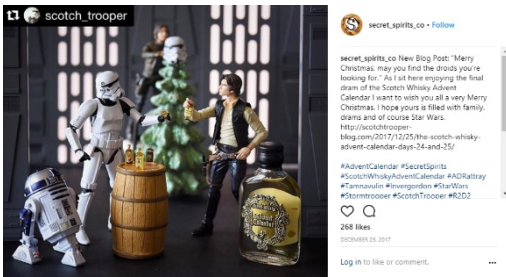 scotch_trooper
secret_spirits_co • Follow
secret_spirits_co New Blog Post: "Merry
Christmas. may you find the droids you're
looking for." As I sit here enjoying the final
dram of the Scotch Whisky Advent
Calendar I want to wish you all a very Merry
Christmas. I hope yours is filled with family,
drams and of course Star Wars.
http://scotchtrooper-
blog.com/2017/12/25/the-scotch-whisky-
advent-calendar-days-24-and-25/
#AdventCalendar #SecretSpirits
#ScotchWhiskyAdventCalendar #ADRattray
#Tamnavulin #Invergordon #StarWars
#Stormtrooper #ScotchTrooper #R2D2
268 likes
DECEMBER 25, 2017
Log in to like or comment.
Advent
Calendar